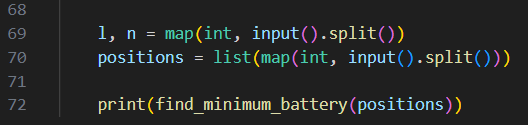 68
69 l, n = map(int, input().split())
70 positions = list(map(int, input().split()))
71
72 print(find_minimum_battery(positions))